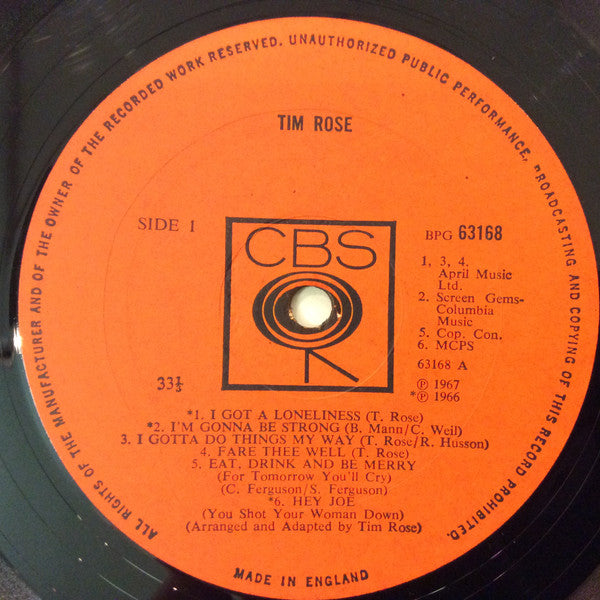 ALL RIGHTS OF THE MANUFACTURER AND OF THE OWNER OF THE RECORDED WORK RESERVED. UNAUTHORIZED PUBLIC PERFORMANCE, BROADCASTING AND COPYING OF THIS RECORD PROHIBITED.
TIM ROSE
SIDE 1
CBS
BPG 63168
1, 3, 4.
April Music
Ltd.
2. Screen Gems-
Columbia
Music
5. Cop. Con.
6. MCPS
63168 A
33⅓
℗ 1967
*℗ 1966
*1. I GOT A LONELINESS (T. Rose)
*2. I'M GONNA BE STRONG (B. Mann/C. Weil)
3. I GOTTA DO THINGS MY WAY (T. Rose/R. Husson)
4. FARE THEE WELL (T. Rose)
5. EAT, DRINK AND BE MERRY
(For Tomorrow You'll Cry)
(C. Ferguson/S. Ferguson)
*6. HEY JOE
(You Shot Your Woman Down)
(Arranged and Adapted by Tim Rose)
MADE IN ENGLAND